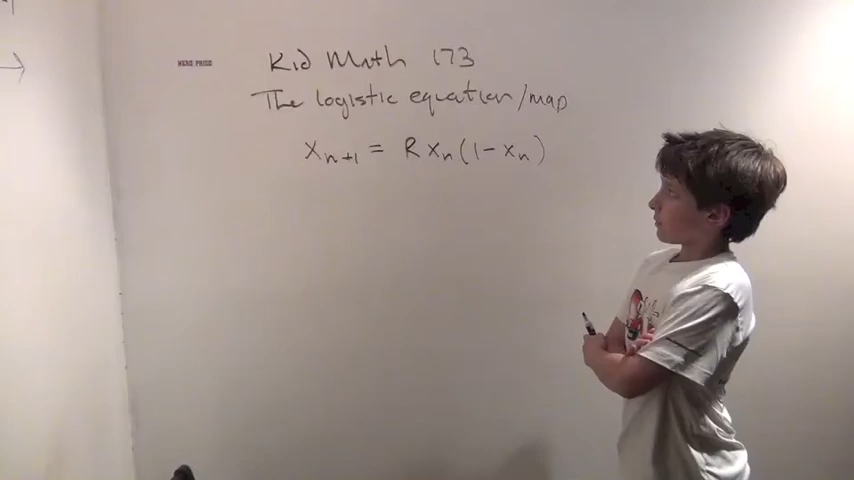 Kid Math 173
The logistic equation/map
Xn+1 = R xn (1 - xn)